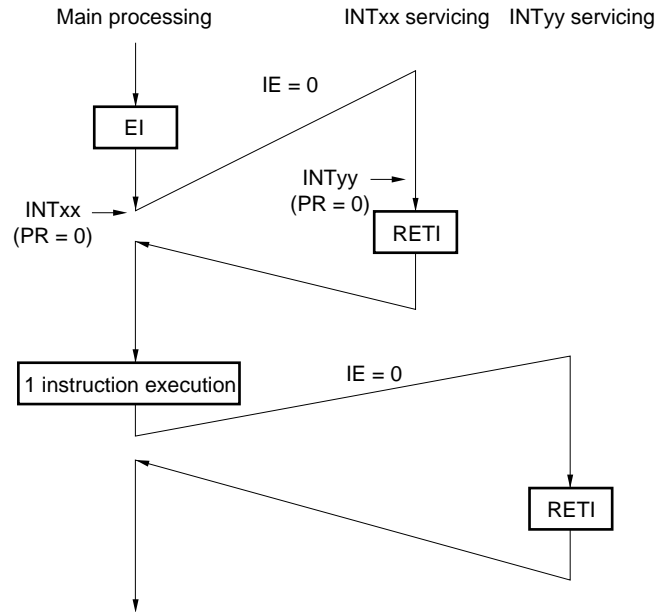 Main processing
INTxx servicing
INTyy servicing
IE = 0
EI
INTyy
(PR = 0)
INTxx
(PR = 0)
RETI
1 instruction execution
IE = 0
RETI